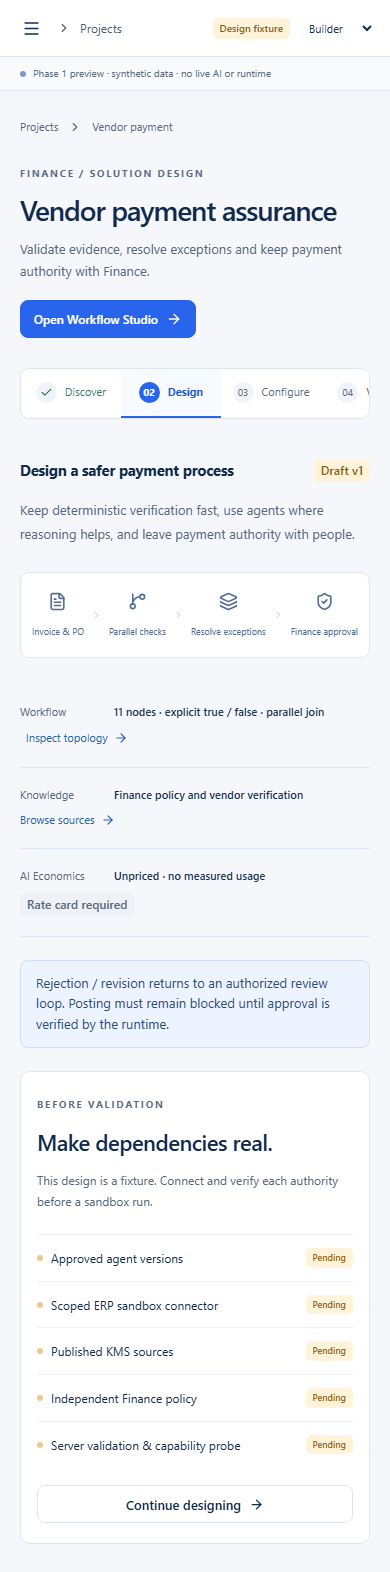 Projects
Design fixture
Builder
Phase 1 preview · synthetic data · no live AI or runtime
Projects
Vendor payment
FINANCE / SOLUTION DESIGN
Vendor payment assurance
Validate evidence, resolve exceptions and keep payment
authority with Finance.
Open Workflow Studio
Discover
02 Design
03 Configure
04
Design a safer payment process
Draft v1
Keep deterministic verification fast, use agents where
reasoning helps, and leave payment authority with people.
Invoice & PO
Parallel checks
Resolve exceptions
Finance approval
Workflow
11 nodes · explicit true / false · parallel join
Inspect topology
Knowledge
Finance policy and vendor verification
Browse sources
AI Economics
Unpriced · no measured usage
Rate card required
Rejection / revision returns to an authorized review
loop. Posting must remain blocked until approval is
verified by the runtime.
BEFORE VALIDATION
Make dependencies real.
This design is a fixture. Connect and verify each authority
before a sandbox run.
Approved agent versions
Pending
Scoped ERP sandbox connector
Pending
Published KMS sources
Pending
Independent Finance policy
Pending
Server validation & capability probe
Pending
Continue designing